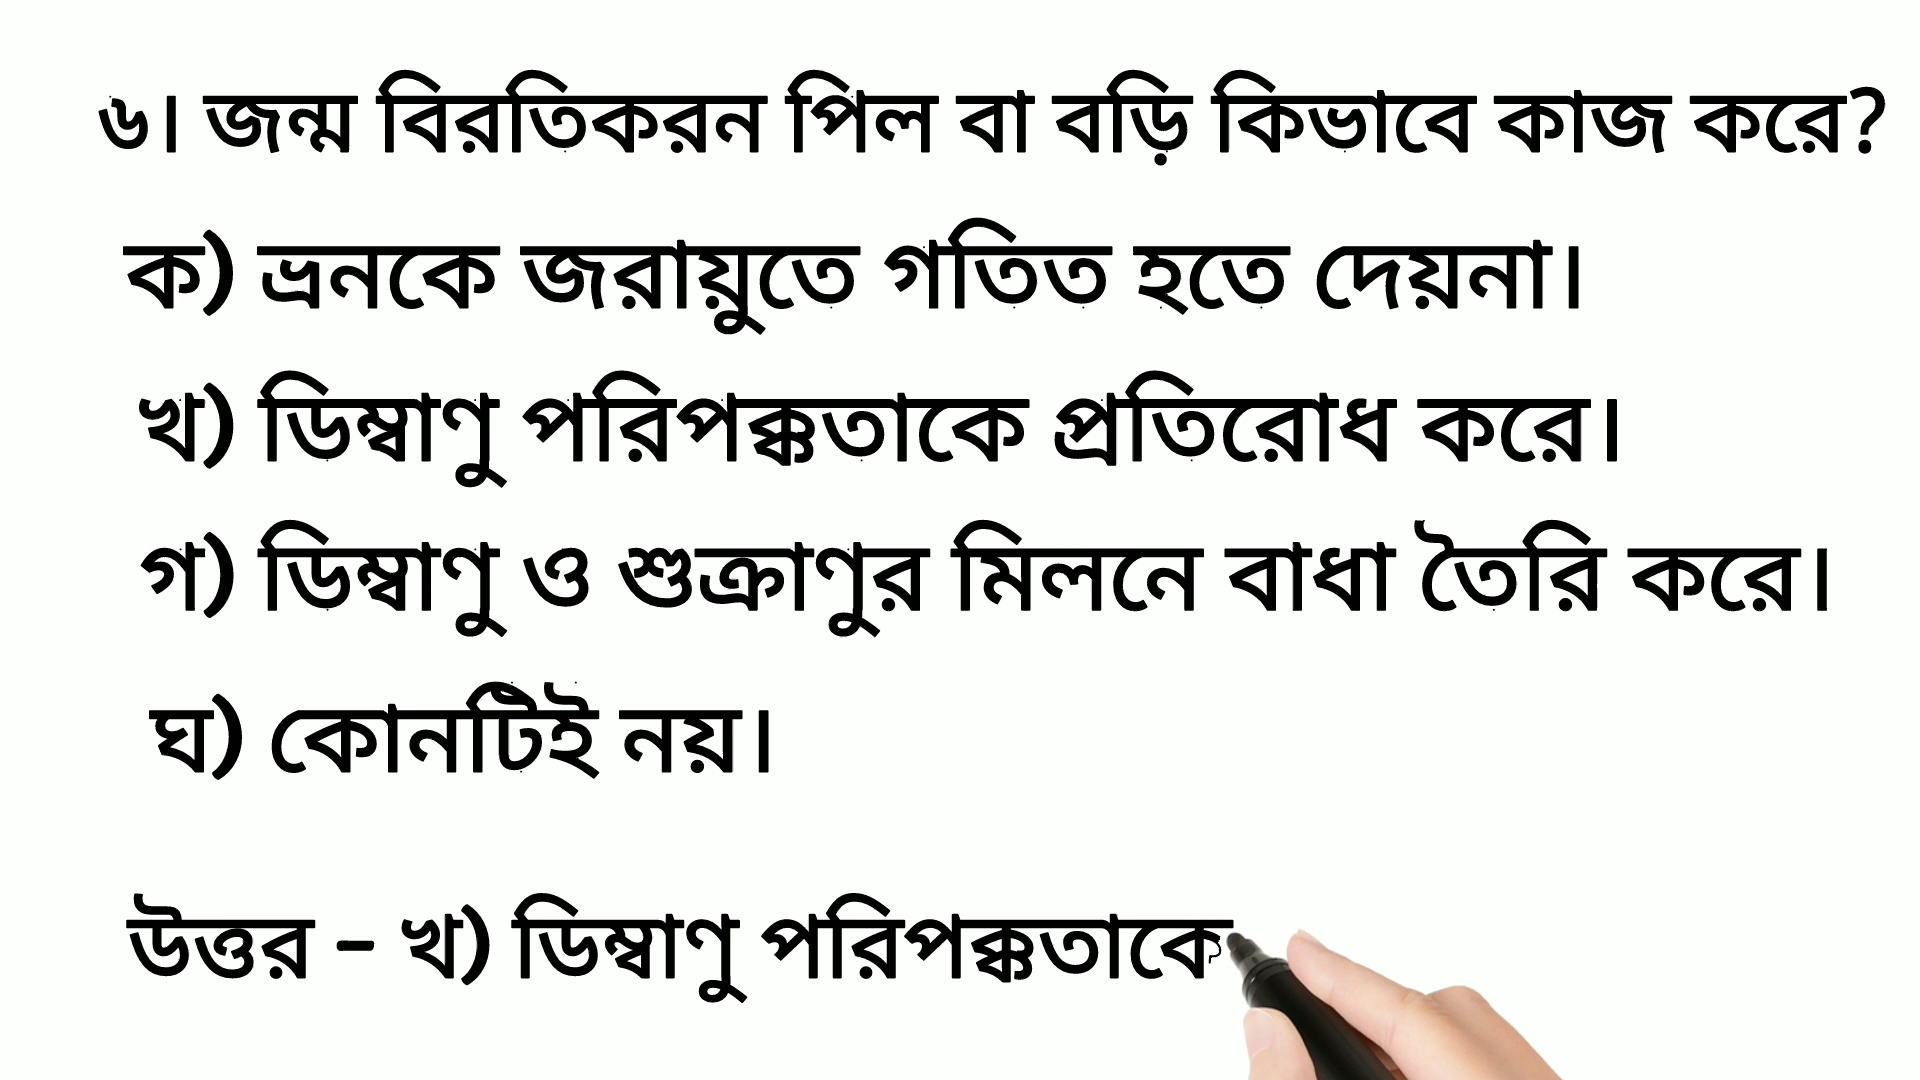 ৬। জন্ম বিরতিকরন পিল বা বড়ি কিভাবে কাজ করে?
ক) ভ্রনকে জরায়ুতে গতিত হতে দেয়না।
খ) ডিম্বাণু পরিপক্কতাকে প্রতিরোধ করে।
গ) ডিম্বাণু ও শুক্রাণুর মিলনে বাধা তৈরি করে।
ঘ) কোনটিই নয়।
উত্তর – খ) ডিম্বাণু পরিপক্কতাকে